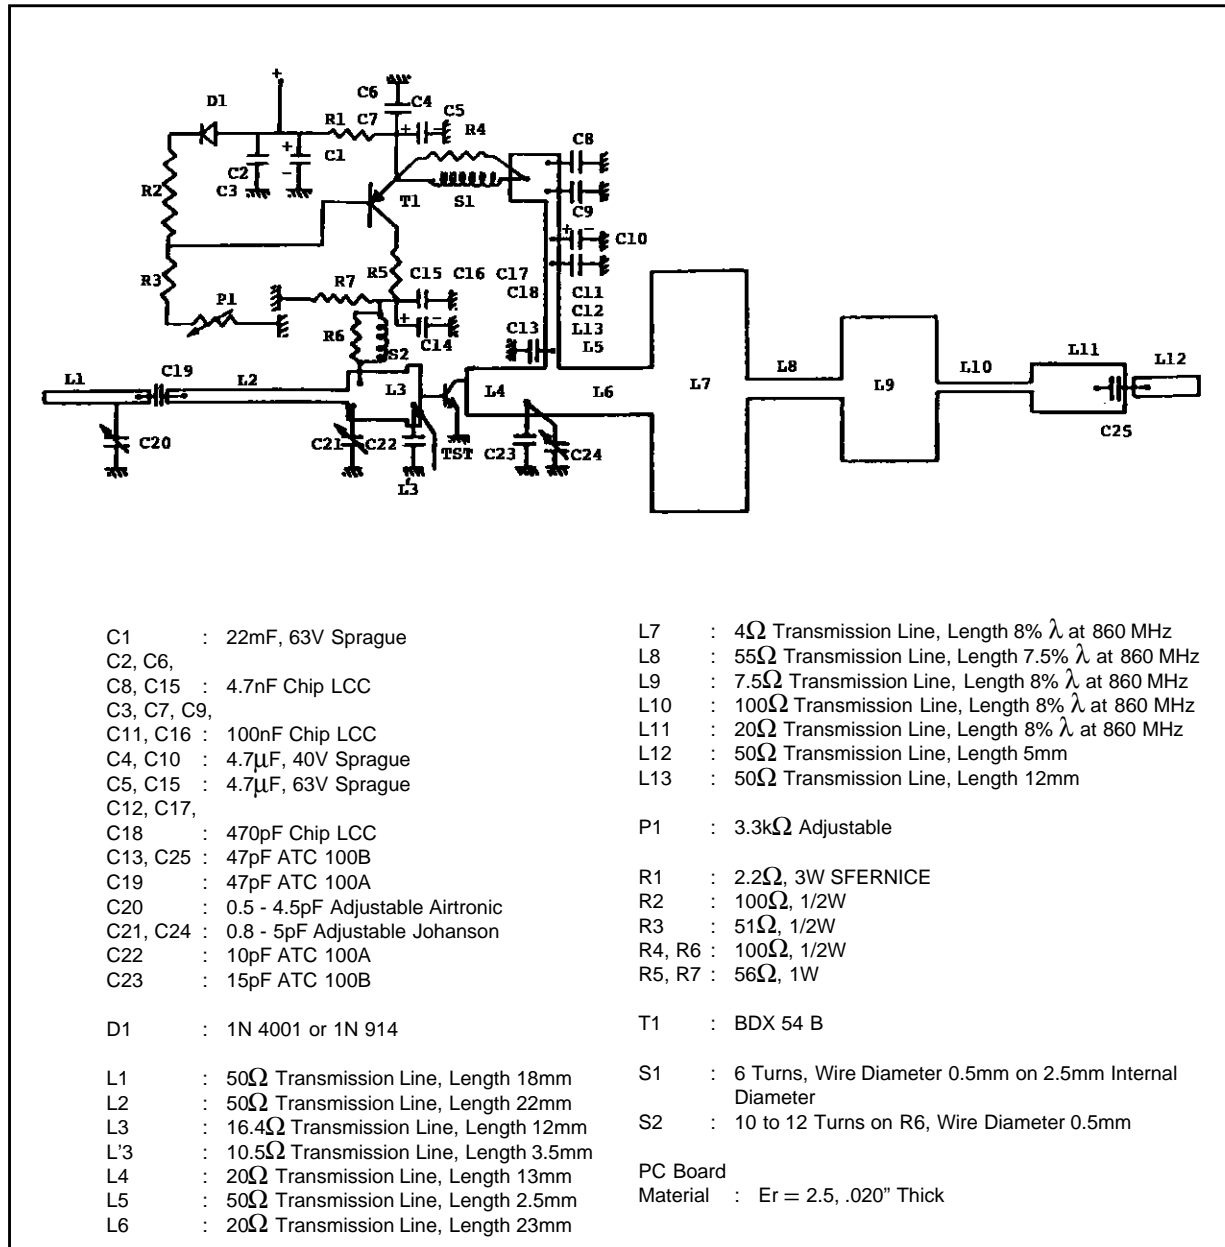 +
C6
C4
D1
R1
C7
C5
R4
C8
+
-
+
-
C2
C1
C3
R2
T1
S1
C9
+
-
C10
R3
P1
R7
R5
C15
C16
C17
C18
C11
C12
L13
L5
+
-
C14
C13
R6
S2
L1
C19
L2
L3
L4
L6
L7
L8
L9
L10
L11
L12
C20
C21
C22
TST
C23
C24
C25
L'3
C1 : 22mF, 63V Sprague
C2, C6,
C8, C15 : 4.7nF Chip LCC
C3, C7, C9,
C11, C16 : 100nF Chip LCC
C4, C10 : 4.7μF, 40V Sprague
C5, C15 : 4.7μF, 63V Sprague
C12, C17,
C18 : 470pF Chip LCC
C13, C25 : 47pF ATC 100B
C19 : 47pF ATC 100A
C20 : 0.5 - 4.5pF Adjustable Airtronic
C21, C24 : 0.8 - 5pF Adjustable Johanson
C22 : 10pF ATC 100A
C23 : 15pF ATC 100B
D1 : 1N 4001 or 1N 914
L1 : 50Ω Transmission Line, Length 18mm
L2 : 50Ω Transmission Line, Length 22mm
L3 : 16.4Ω Transmission Line, Length 12mm
L'3 : 10.5Ω Transmission Line, Length 3.5mm
L4 : 20Ω Transmission Line, Length 13mm
L5 : 50Ω Transmission Line, Length 2.5mm
L6 : 20Ω Transmission Line, Length 23mm
L7 : 4Ω Transmission Line, Length 8% λ at 860 MHz
L8 : 55Ω Transmission Line, Length 7.5% λ at 860 MHz
L9 : 7.5Ω Transmission Line, Length 8% λ at 860 MHz
L10 : 100Ω Transmission Line, Length 8% λ at 860 MHz
L11 : 20Ω Transmission Line, Length 8% λ at 860 MHz
L12 : 50Ω Transmission Line, Length 5mm
L13 : 50Ω Transmission Line, Length 12mm
P1 : 3.3kΩ Adjustable
R1 : 2.2Ω, 3W SFERNICE
R2 : 100Ω, 1/2W
R3 : 51Ω, 1/2W
R4, R6 : 100Ω, 1/2W
R5, R7 : 56Ω, 1W
T1 : BDX 54 B
S1 : 6 Turns, Wire Diameter 0.5mm on 2.5mm Internal
Diameter
S2 : 10 to 12 Turns on R6, Wire Diameter 0.5mm
PC Board
Material : Er = 2.5, .020" Thick